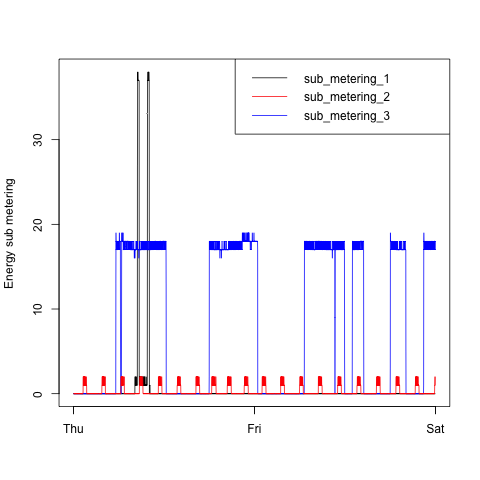 sub_metering_1
sub_metering_2
sub_metering_3
Energy sub metering
30
20
10
0
Thu Fri Sat